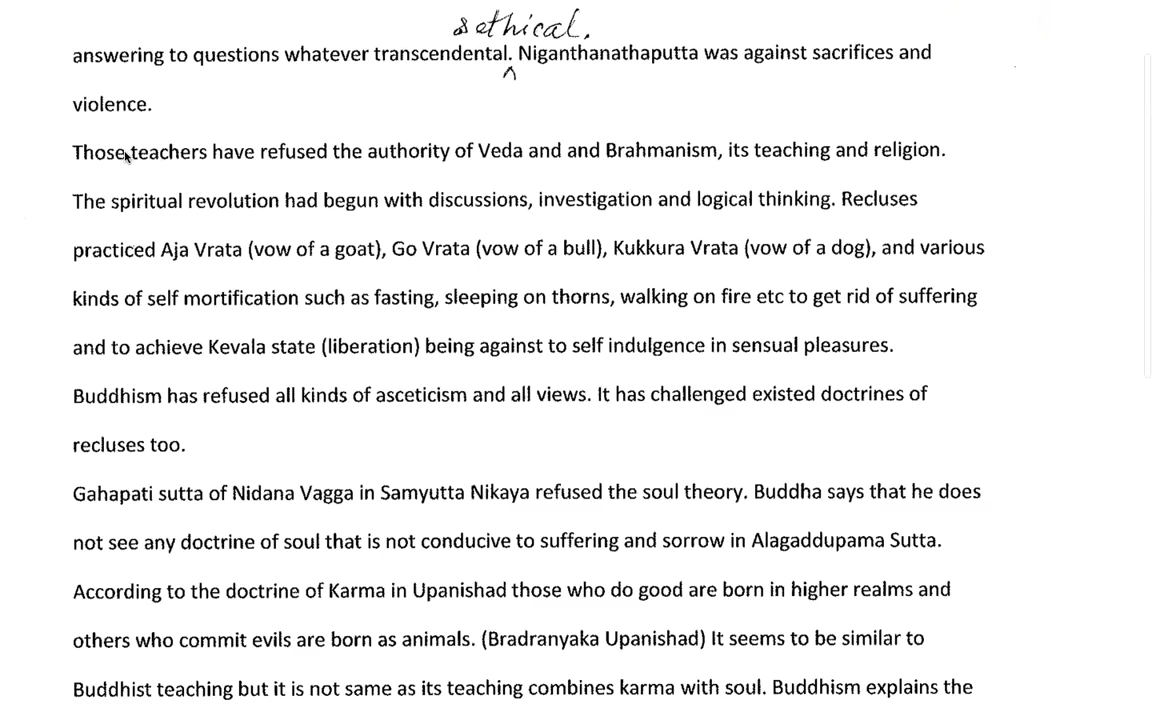 & ethical.
answering to questions whatever transcendental. Niganthanathaputta was against sacrifices and
^
violence.
Those teachers have refused the authority of Veda and and Brahmanism, its teaching and religion.
The spiritual revolution had begun with discussions, investigation and logical thinking. Recluses
practiced Aja Vrata (vow of a goat), Go Vrata (vow of a bull), Kukkura Vrata (vow of a dog), and various
kinds of self mortification such as fasting, sleeping on thorns, walking on fire etc to get rid of suffering
and to achieve Kevala state (liberation) being against to self indulgence in sensual pleasures.
Buddhism has refused all kinds of asceticism and all views. It has challenged existed doctrines of
recluses too.
Gahapati sutta of Nidana Vagga in Samyutta Nikaya refused the soul theory. Buddha says that he does
not see any doctrine of soul that is not conducive to suffering and sorrow in Alagaddupama Sutta.
According to the doctrine of Karma in Upanishad those who do good are born in higher realms and
others who commit evils are born as animals. (Bradranyaka Upanishad) It seems to be similar to
Buddhist teaching but it is not same as its teaching combines karma with soul. Buddhism explains the